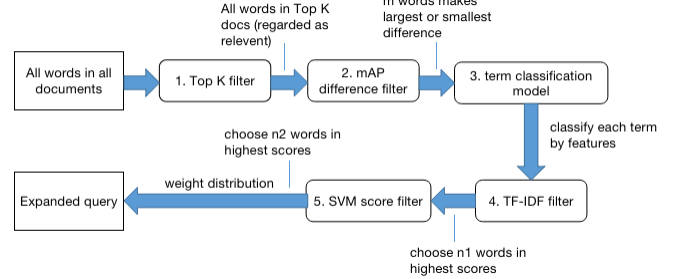 All words in Top K
docs (regarded as
relevent)
m words makes
largest or smallest
difference
All words in all
documents
1. Top K filter
2. mAP
difference filter
3. term classification
model
classify each term
by features
choose n2 words in
highest scores
weight distribution
Expanded query
5. SVM score filter
4. TF-IDF filter
choose n1 words in
highest scores